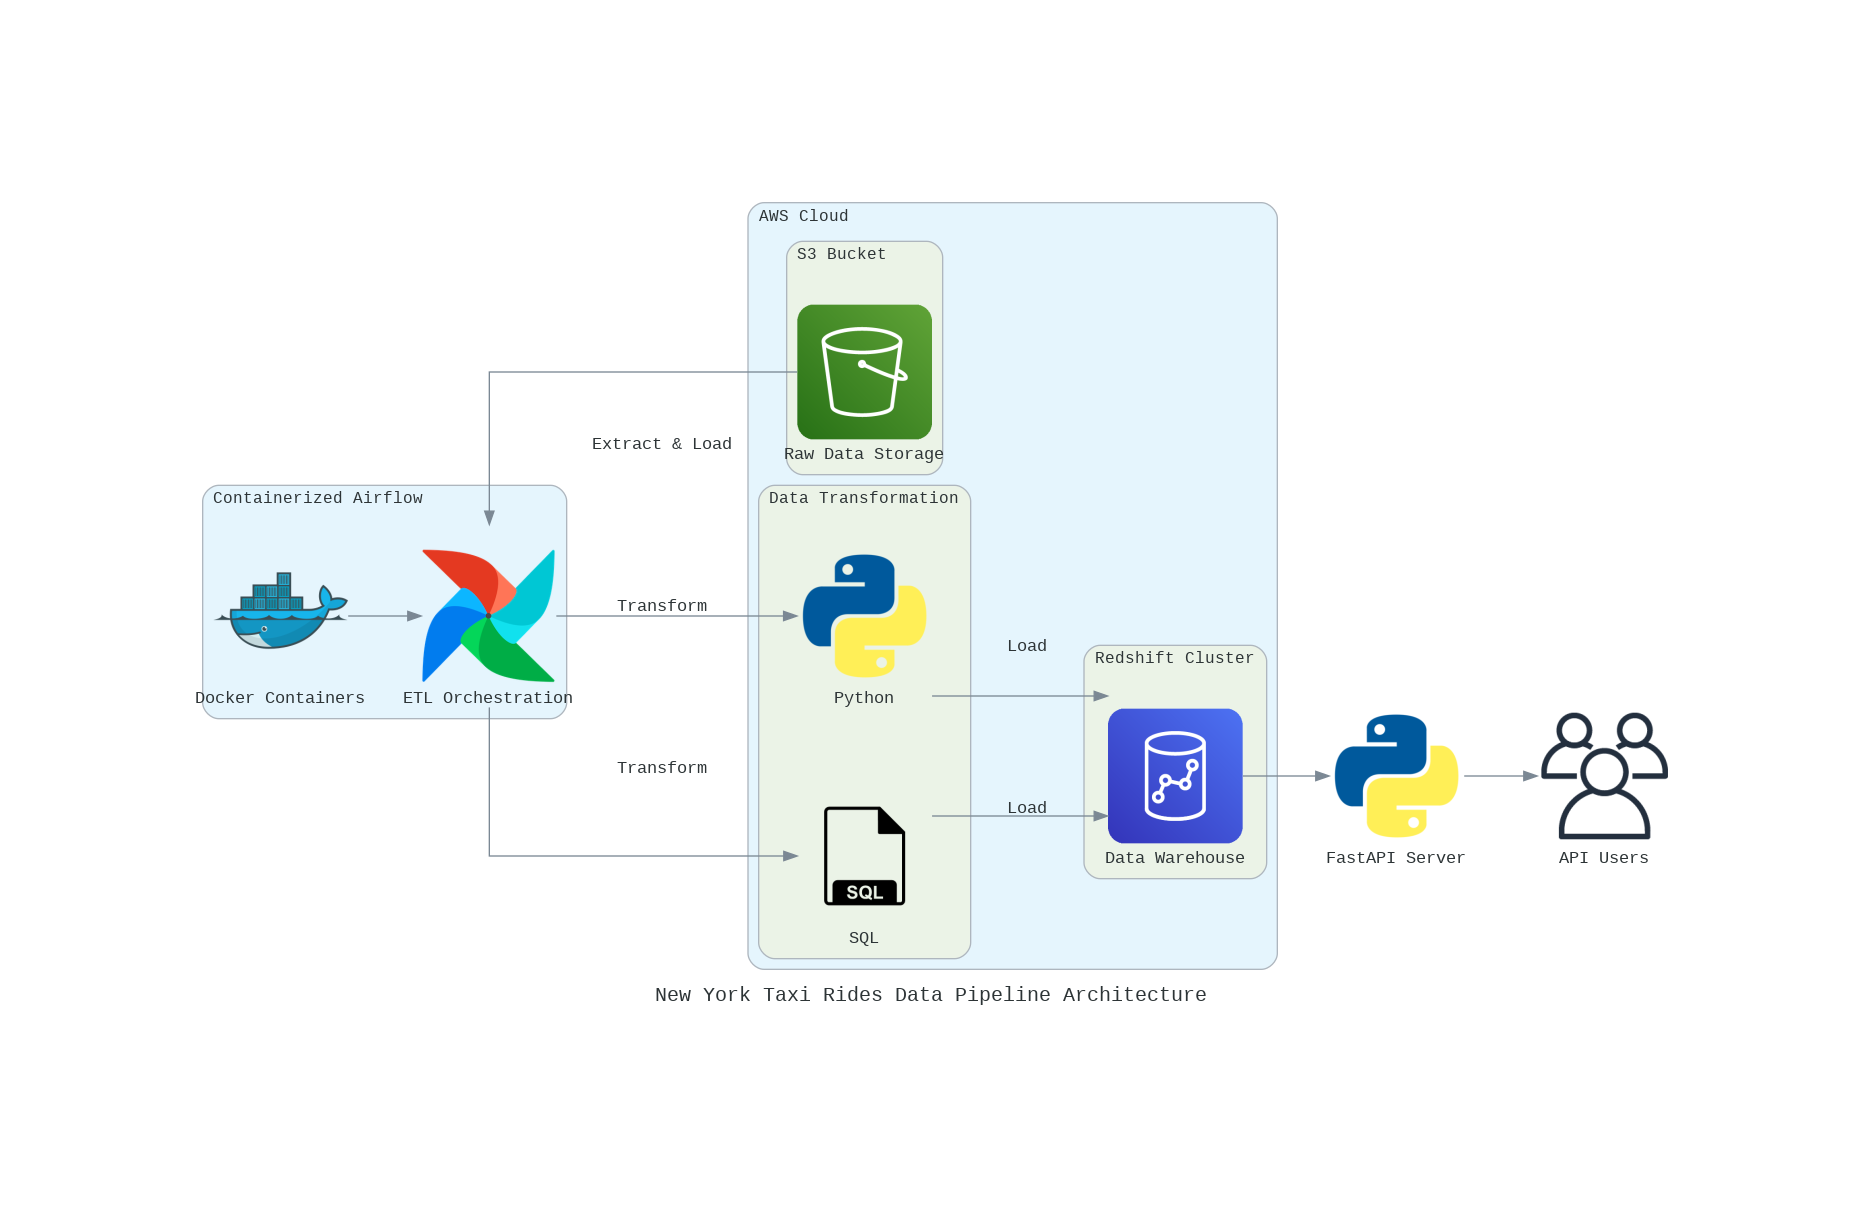 AWS Cloud
S3 Bucket
Raw Data Storage
Extract & Load
Containerized Airflow
Docker Containers
ETL Orchestration
Transform
Transform
Data Transformation
Python
SQL
SQL
Load
Load
Redshift Cluster
Data Warehouse
FastAPI Server
API Users
New York Taxi Rides Data Pipeline Architecture